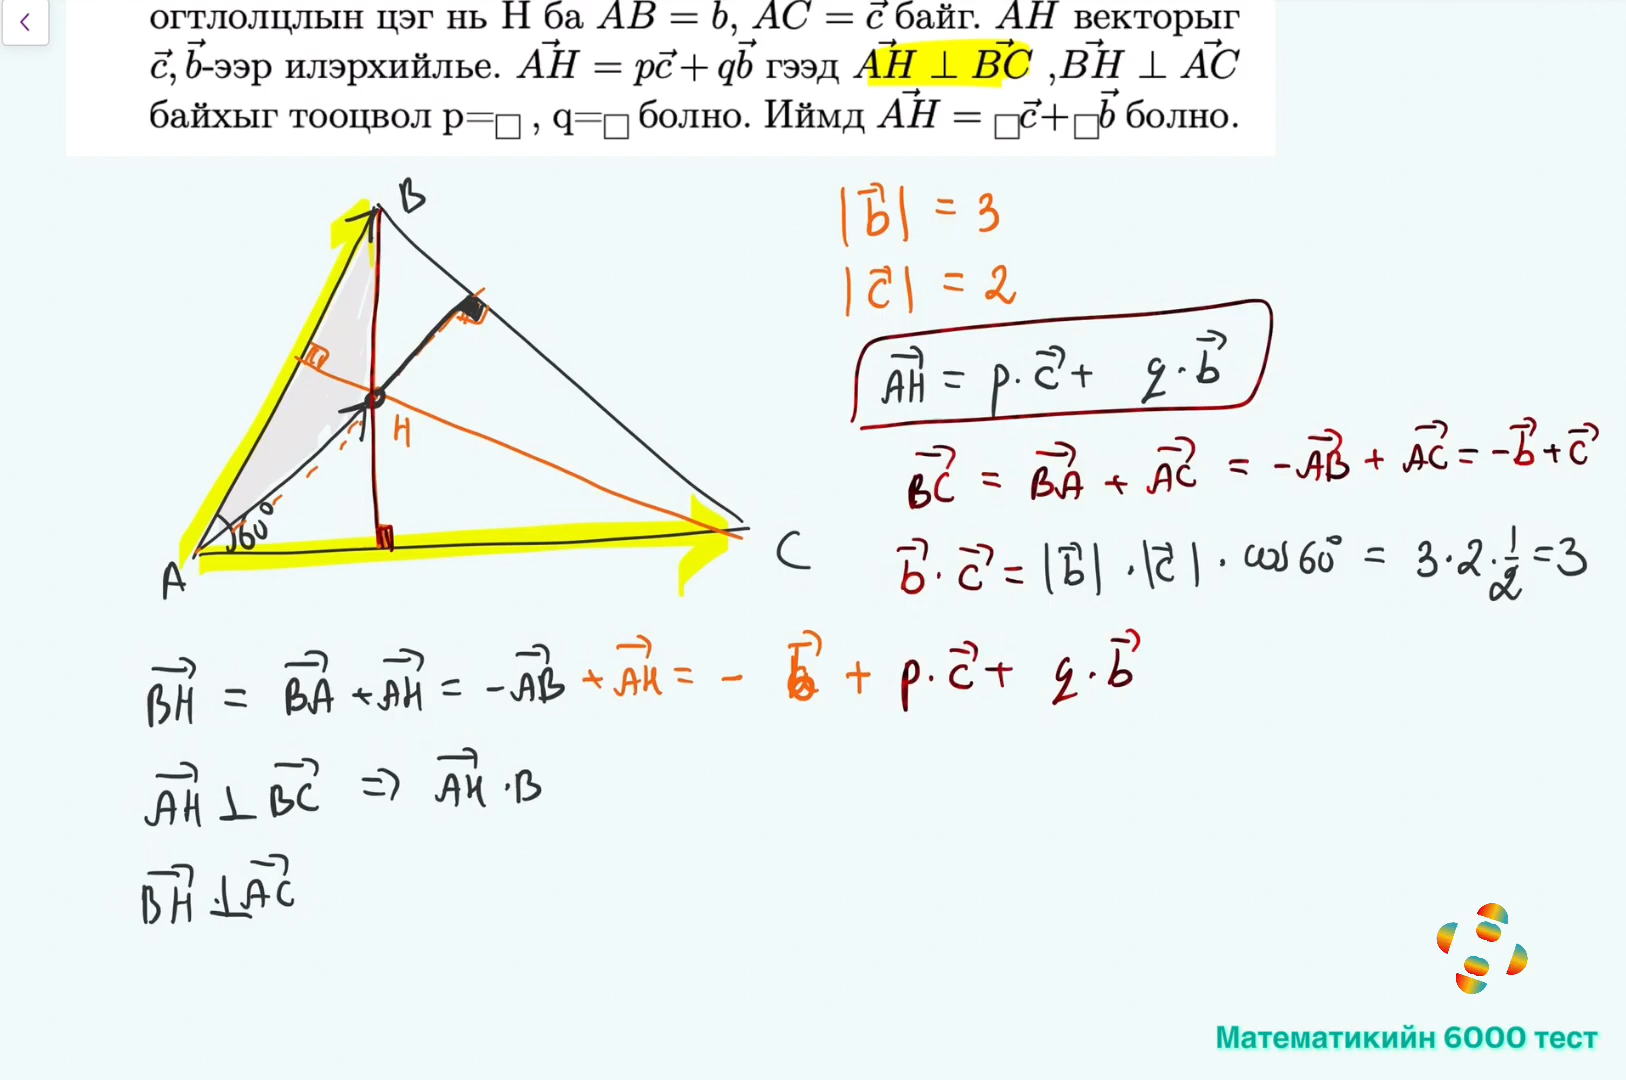 огтлолцлын цэг нь H ба AB = b, AC = c⃗ байг. AH векторыг
c⃗, b⃗-ээр илэрхийлье. AH⃗ = pc⃗ + qb⃗ гээд AH⃗ ⊥ BC⃗ ,BH⃗ ⊥ AC⃗
байхыг тооцвол p=□ , q=□ болно. Иймд AH⃗ = □c⃗+□b⃗ болно.
B
|b⃗| = 3
|c⃗| = 2
AH⃗ = p·c⃗ + q·b⃗
H
BC⃗ = BA⃗ + AC⃗ = -AB⃗ + AC⃗ = -b⃗ + c⃗
60°
A
C
b⃗·c⃗ = |b⃗|·|c⃗|·cos60° = 3·2·1/2 = 3
BH⃗ = BA⃗ + AH⃗ = -AB⃗ + AH⃗ = - b⃗ + p·c⃗ + q·b⃗
AH⃗ ⊥ BC⃗ ⇒ AH⃗ ·B
BH⃗ ⊥ AC⃗
Математикийн 6000 тест